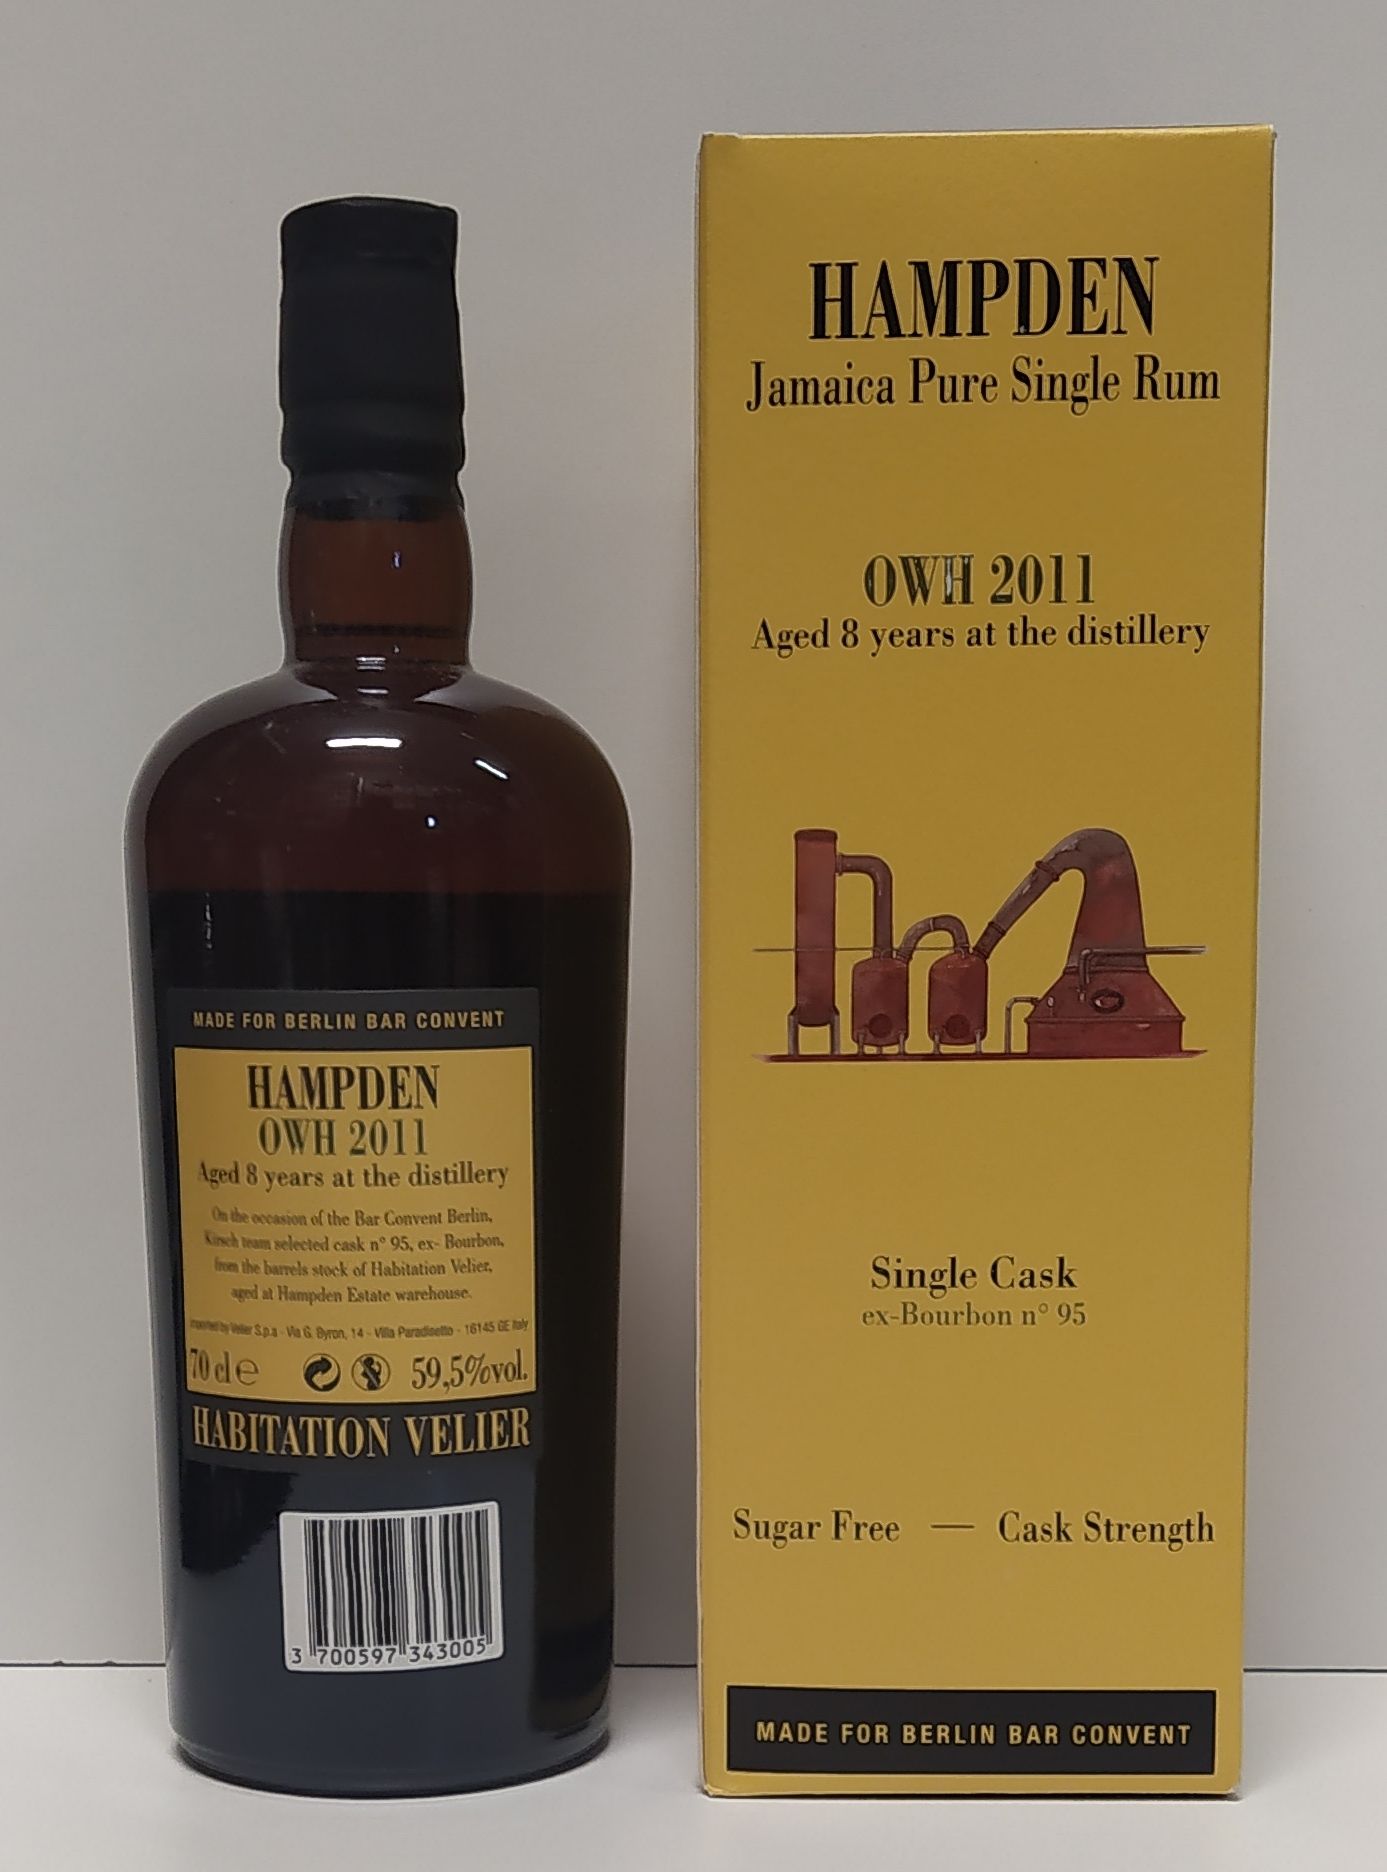 MADE FOR BERLIN BAR CONVENT
HAMPDEN
OWH 2011
Aged 8 years at the distillery
On the occasion of the Bar Convent Berlin,
Kirsch team selected cask n° 95, ex- Bourbon,
from the barrels stock of Habitation Velier,
aged at Hampden Estate warehouse.
Imported by Velier S.p.a - Via G. Byron, 14 - Villa Paradisetto - 16145 GE Italy
70 cl ℮ 59,5%vol.
HABITATION VELIER
3 700597 343005
HAMPDEN
Jamaica Pure Single Rum
OWH 2011
Aged 8 years at the distillery
Single Cask
ex-Bourbon n° 95
Sugar Free — Cask Strength
MADE FOR BERLIN BAR CONVENT